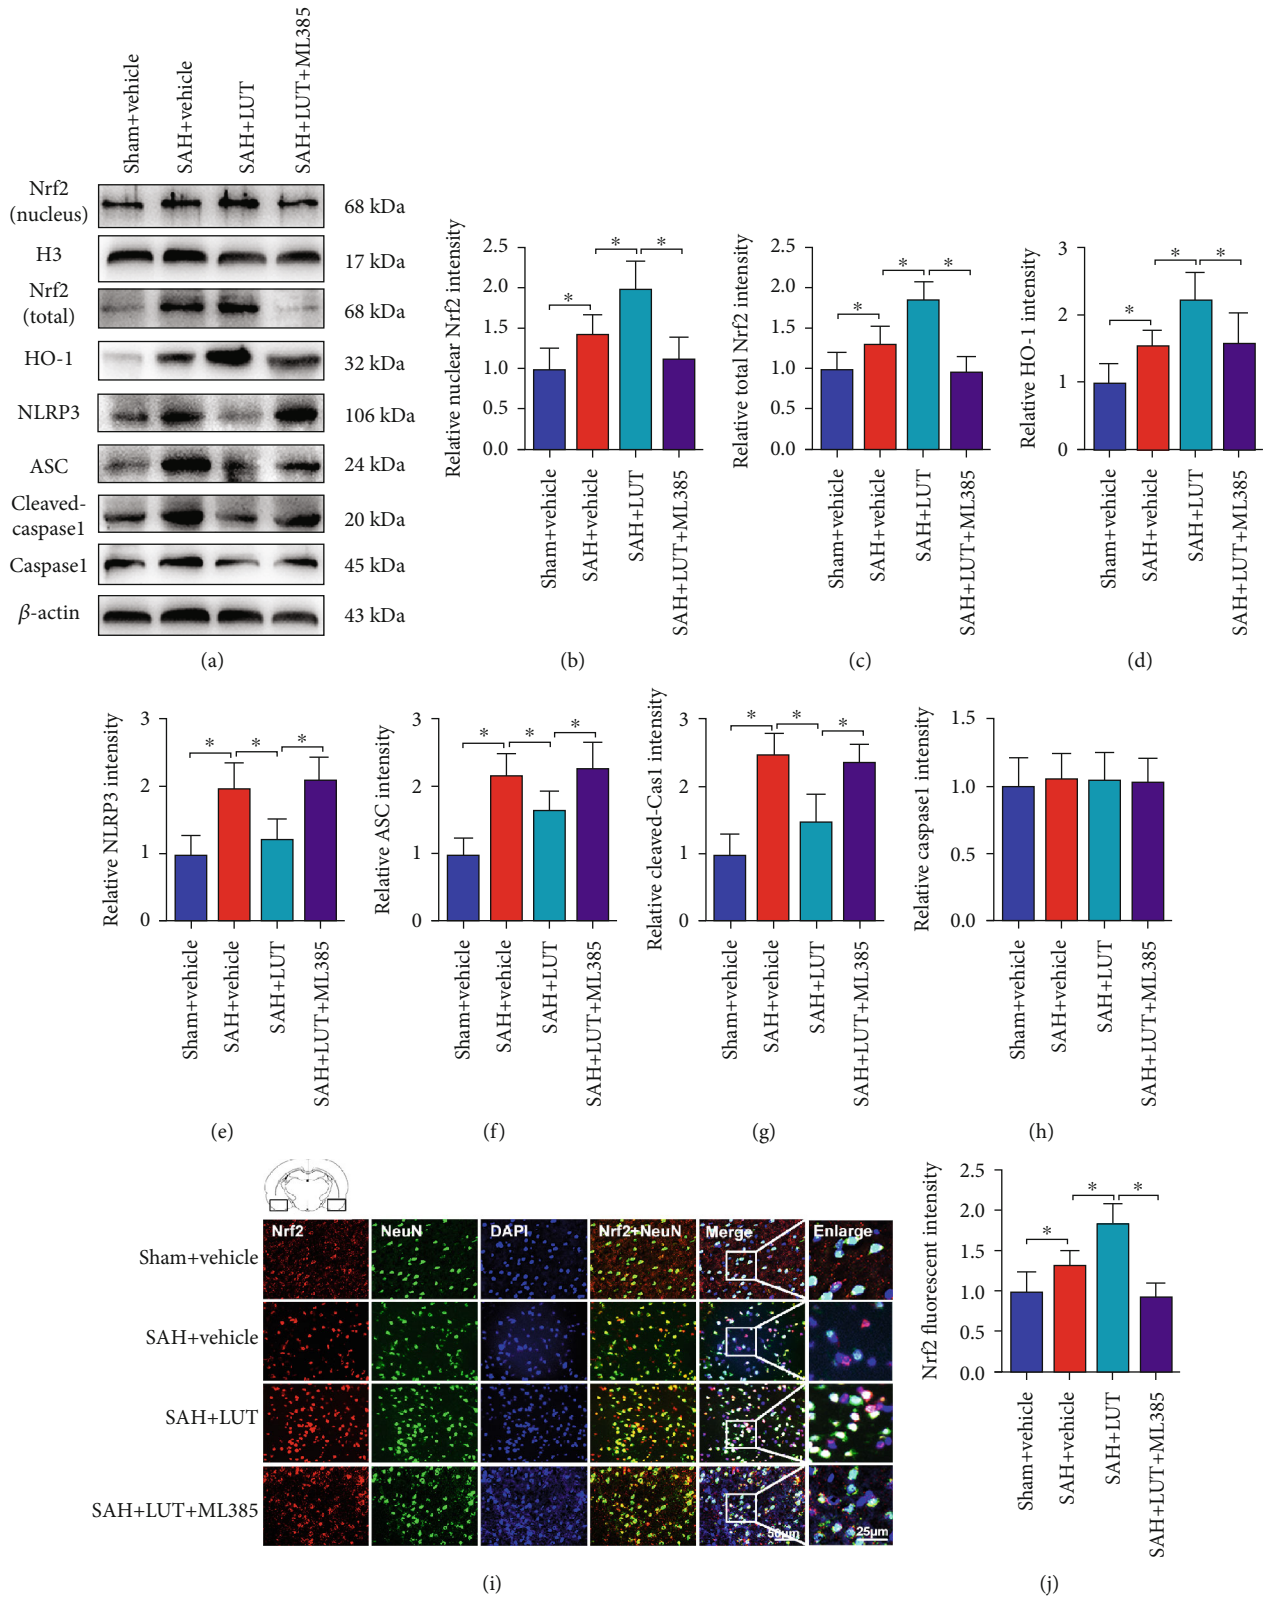 Sham+vehicle
SAH+vehicle
SAH+LUT
SAH+LUT+ML385
Nrf2
(nucleus)
68 kDa
H3
17 kDa
Nrf2
(total)
68 kDa
HO-1
32 kDa
NLRP3
106 kDa
ASC
24 kDa
Cleaved-
caspase1
20 kDa
Caspase1
45 kDa
β-actin
43 kDa
(a)
Relative nuclear Nrf2 intensity
2.5
2.0
1.5
1.0
0.5
0.0
*
*
*
Sham+vehicle
SAH+vehicle
SAH+LUT
SAH+LUT+ML385
(b)
Relative total Nrf2 intensity
2.5
2.0
1.5
1.0
0.5
0.0
*
*
*
Sham+vehicle
SAH+vehicle
SAH+LUT
SAH+LUT+ML385
(c)
Relative HO-1 intensity
3
2
1
0
*
*
*
Sham+vehicle
SAH+vehicle
SAH+LUT
SAH+LUT+ML385
(d)
Relative NLRP3 intensity
3
2
1
0
*
*
*
Sham+vehicle
SAH+vehicle
SAH+LUT
SAH+LUT+ML385
(e)
Relative ASC intensity
3
2
1
0
*
*
*
Sham+vehicle
SAH+vehicle
SAH+LUT
SAH+LUT+ML385
(f)
Relative cleaved-Cas1 intensity
3
2
1
0
*
*
*
Sham+vehicle
SAH+vehicle
SAH+LUT
SAH+LUT+ML385
(g)
Relative caspase1 intensity
1.5
1.0
0.5
0.0
Sham+vehicle
SAH+vehicle
SAH+LUT
SAH+LUT+ML385
(h)
Nrf2
NeuN
DAPI
Nrf2+NeuN
Merge
Enlarge
Sham+vehicle
SAH+vehicle
SAH+LUT
SAH+LUT+ML385
50μm
25μm
(i)
Nrf2 fluorescent intensity
2.5
2.0
1.5
1.0
0.5
0.0
*
*
*
Sham+vehicle
SAH+vehicle
SAH+LUT
SAH+LUT+ML385
(j)